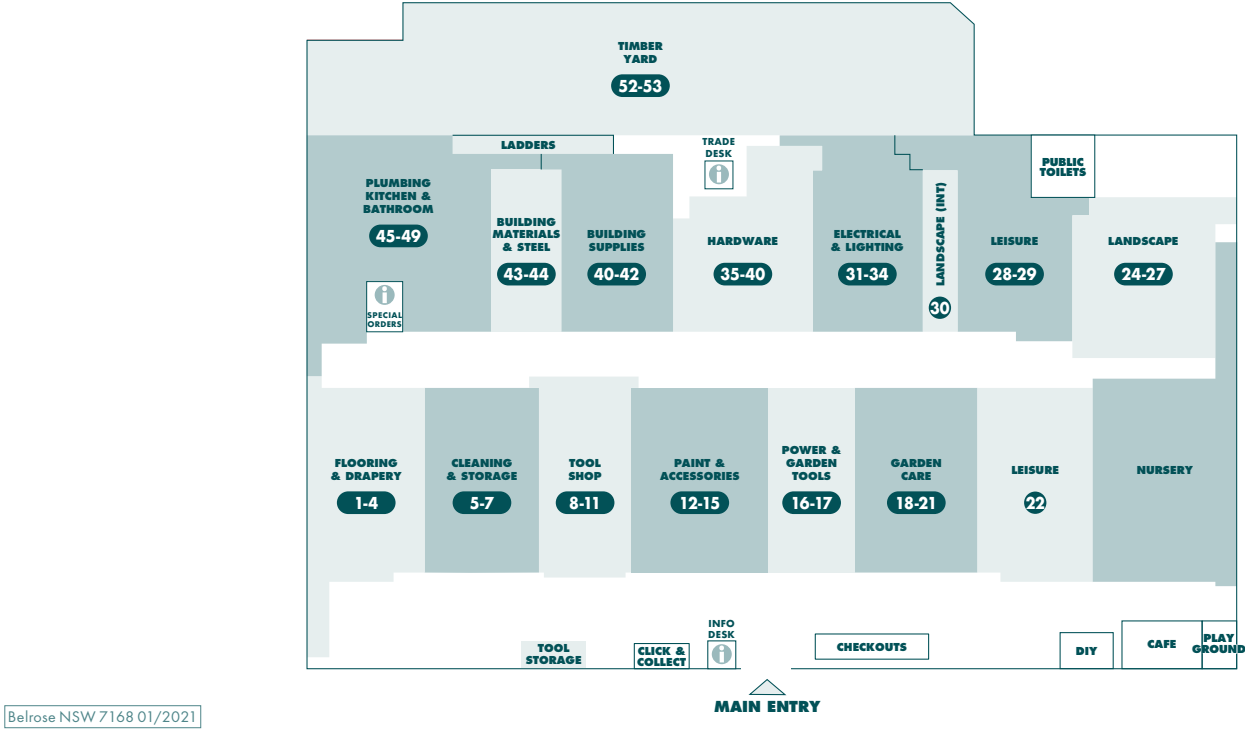 TIMBER
YARD
52-53
LADDERS
TRADE
DESK
i
PUBLIC
TOILETS
PLUMBING
KITCHEN &
BATHROOM
45-49
SPECIAL
ORDERS
i
BUILDING
MATERIALS
& STEEL
43-44
BUILDING
SUPPLIES
40-42
HARDWARE
35-40
ELECTRICAL
& LIGHTING
31-34
LANDSCAPE (INT)
30
LEISURE
28-29
LANDSCAPE
24-27
FLOORING
& DRAPERY
1-4
CLEANING
& STORAGE
5-7
TOOL
SHOP
8-11
PAINT &
ACCESSORIES
12-15
POWER &
GARDEN
TOOLS
16-17
GARDEN
CARE
18-21
LEISURE
22
NURSERY
TOOL
STORAGE
CLICK &
COLLECT
INFO
DESK
i
CHECKOUTS
DIY
CAFE
PLAY
GROUND
MAIN ENTRY
Belrose NSW 7168 01/2021